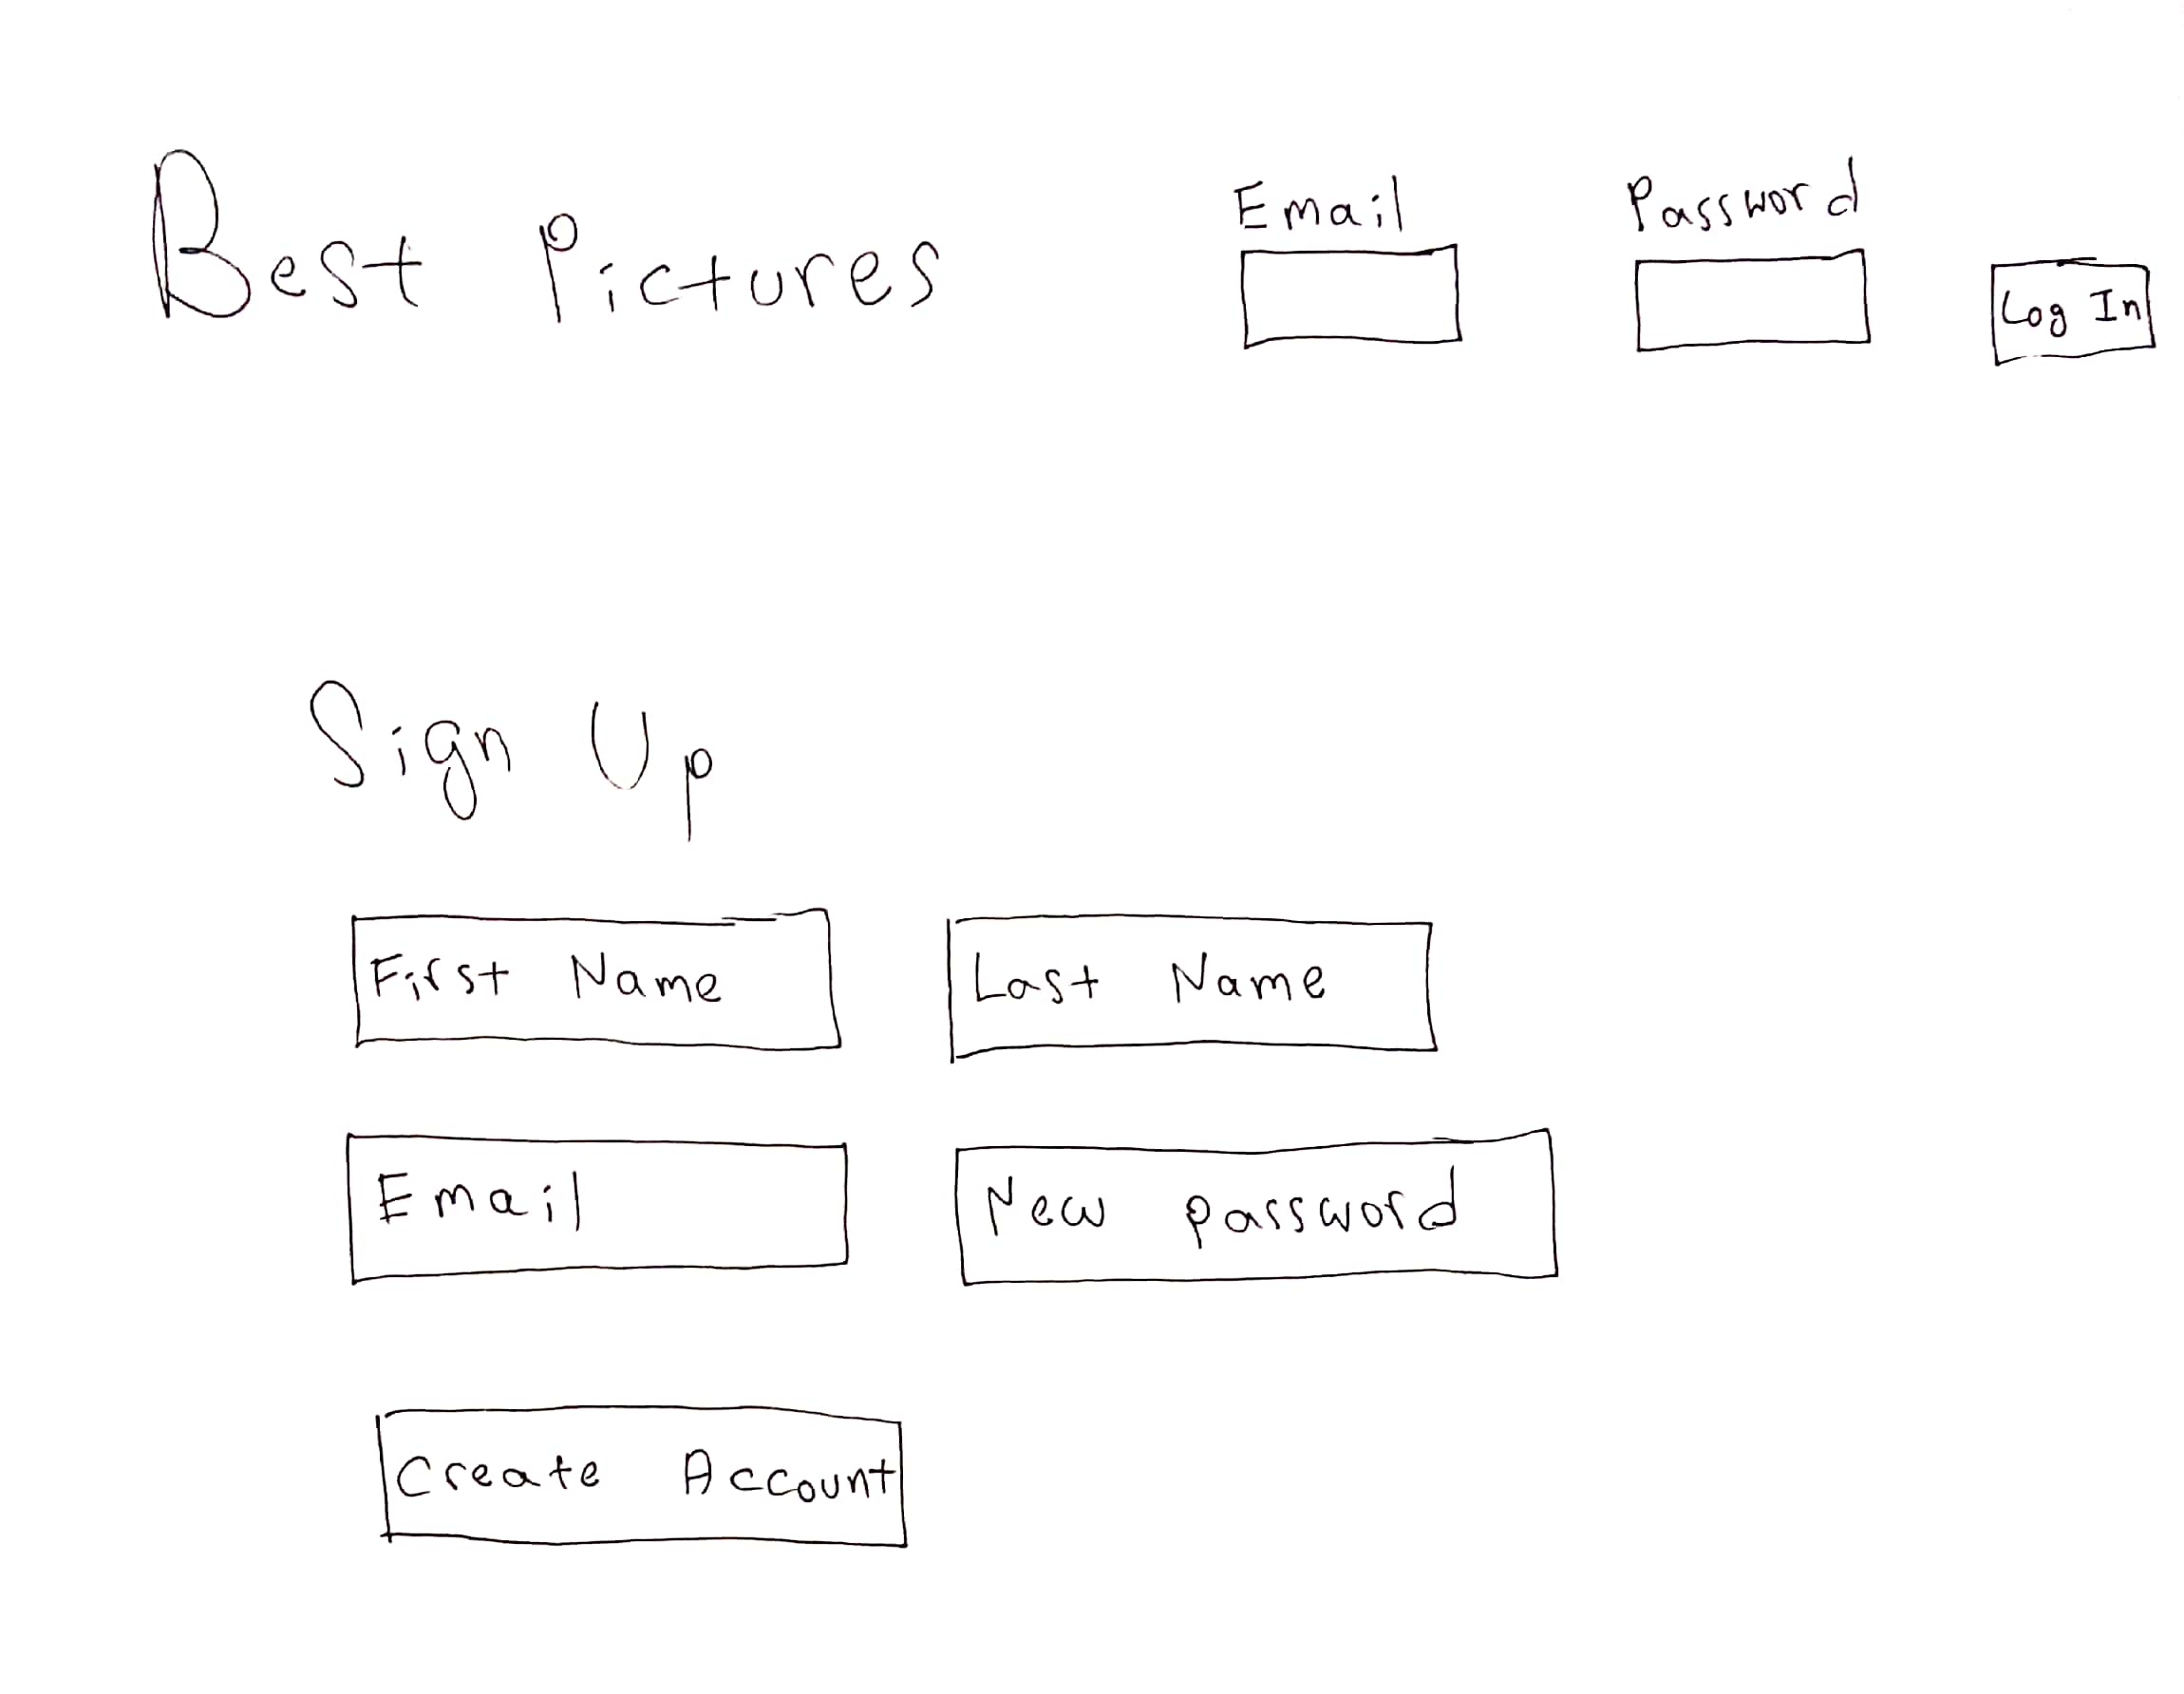 Best Pictures
Email
Password
Log In
Sign Up
First Name
Last Name
Email
New password
Create Account